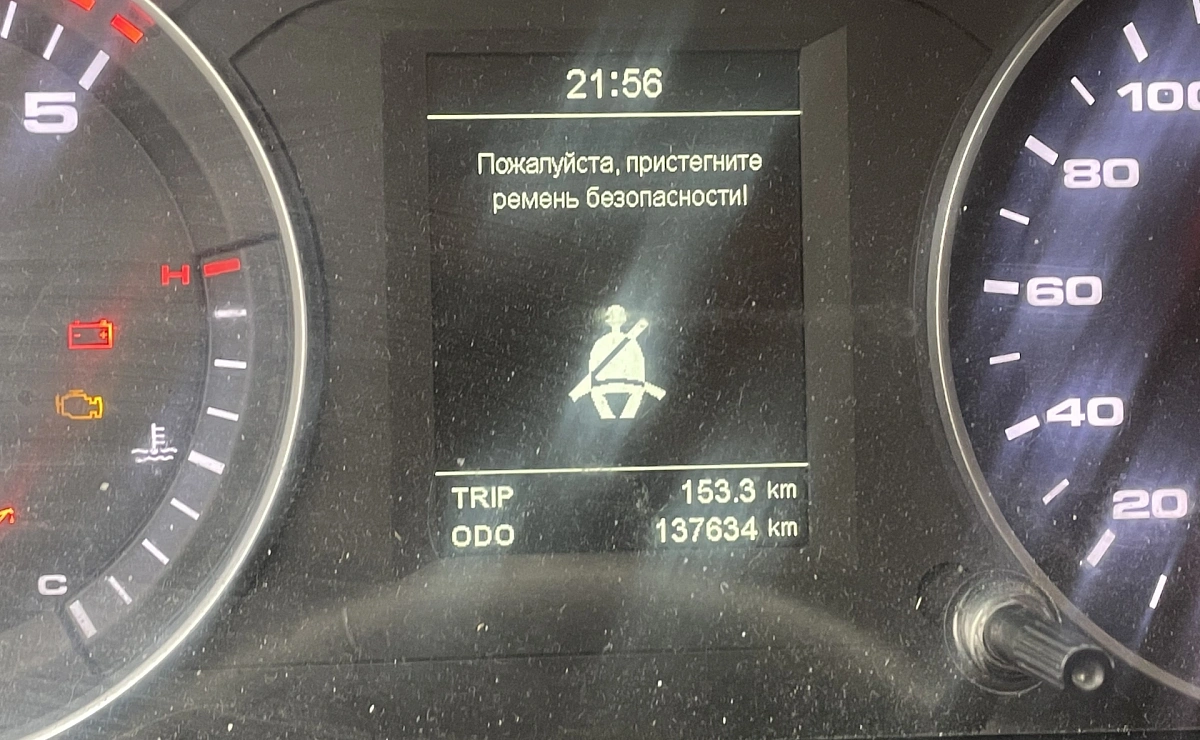 21:56
Пожалуйста, пристегните
ремень безопасности!
TRIP 153.3 km
ODO 137634 km
5
H
C
100
80
60
40
20